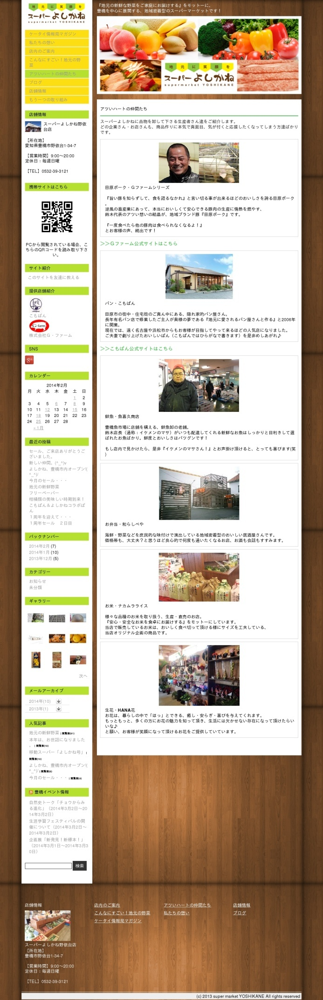 地元に笑顔を
スーパーよしかね
supermarket YOSHIKANE
ケータイ情報局マガジン
私たちの想い
店内のご案内
こんなにすごい！地元の野
菜
アツいハートの仲間たち
ブログ
店舗情報
もう一つの取り組み
店舗情報
スーパーよしかね野依
台店
【所在地】
愛知県豊橋市野依台1-34-7
【営業時間】9:00～20:00
定休日：毎週日曜
【TEL】0532-39-3121
携帯サイトはこちら
PCから閲覧されている場合、こ
ちらのQRコードを読み取り下さ
い。
サイト紹介
このサイトを友達に教える
提供店舗紹介
こもぱん
G-farm
株式会社G・ファーム
SNS
g+
カレンダー
2014年2月
月 火 水 木 金 土 日
1 2
3 4 5 6 7 8 9
10 11 12 13 14 15 16
17 18 19 20 21 22 23
24 25 26 27 28
« 1月
最近の投稿
セール、ご来店ありがとうご
ざいました。
新しい仲間。(^_^)v
よしかね、豊橋市内オープン!(
^_^)/
今月のセール・・・
地元の新鮮野菜
フリーペーパー
柑橘類の美味しい時期到来！
こもぱん＆よしかねコラボぱ
ん
１周年を迎えて・・・
１周年セール　２日目
バックナンバー
2014年2月 (7)
2014年1月 (10)
2013年12月 (5)
カテゴリー
お知らせ
未分類
ギャラリー
次へ
メールアーカイブ
2014年(10)
2013年(1)
人気記事
地元の新鮮野菜 | 閲覧数(91)
本年は、お世話になりました
。 | 閲覧数(10)
移動スーパー「よしかね号」 |
閲覧数(10)
よしかね、豊橋市内オープン!(
^_^)/ | 閲覧数(6)
今月のセール・・・ | 閲覧数(4)
豊橋イベント情報
自然史トーク「チョウからみ
る進化」（2014年3月2日～20
14年3月2日）
生涯学習フェスティバルの開
催について（2014年3月2日～
2014年3月2日）
企画展「新発見！新標本！」
（2014年3月1日～2014年3月3
0日）
検索
『地元の新鮮な野菜をご家庭にお届けする』をモットーに、
豊橋を中心に展開する、地域密着型のスーパーマーケットです！
地元に笑顔を
スーパーよしかね
supermarket YOSHIKANE
アツいハートの仲間たち
スーパーよしかねに品物を卸して下さる生産者さん達をご紹介します。
どの企業さん・お店さんも、商品作りに本気で真面目、気が付くと応援したくなってしまう方達ばかり
です。
田原ポーク・Ｇファームシリーズ
『旨い豚を知らずして、食を語るなかれ』と言い切る事が出来るほどのおいしさを誇る田原ポーク
。
逆風の畜産業にあって、本当においしくて安心できる豚肉の生産に情熱を燃やす、
鈴木代表のアツい想いの結晶が、地域ブランド豚『田原ポーク』です。
『一度食べたら他の豚肉は食べられなくなるよ！』
とお客様の声、続出です！
>>Ｇファーム公式サイトはこちら
パン・こもぱん
田原市の街中・住宅街のご真ん中にある、隠れ家的パン屋さん。
長年有名パン店で修業したご主人が奥様の夢である『地元に愛されるパン屋さんと作る』と2006年
に開業。
現在では、遠く名古屋や浜松市からもお客様が目指してやって来るほどの人気店になりました。
ご夫妻で創り上げたおいしいぱん（こもぱんではひらがなで書きます）を是非めしあがれ♪
>>こもぱん公式サイトはこちら
鮮魚・魚喜久商店
豊橋魚市場に店舗を構える、鮮魚卸の老舗。
鈴木店長（通称：イケメンのマサ）がいつも配達してくれる新鮮なお魚はしっかりと目利きして選
ばれたお魚ばかり。鮮度とおいしさはバツグンです！
もし店内で見かけたら、是非『イケメンのマサさん！』とお声掛け頂けると、とっても喜びます(笑
)
お弁当・和らしべや
海鮮・野菜などを庶民的な味付けで演出している地域密着型のおいしい居酒屋さんです。
価格帯も、大丈夫？と思うほど良心的で何度も通いたくなるお店、お酒も会話もすすみます。
新米
お米・ナカムラライス
様々な品種のお米を取り扱う、生産・直売のお店。
『安心・安全なお米を食卓にお届けする』をモットーにしています。
当店で販売しているお米は、おいしく食べ切って頂ける様にサイズを工夫している、
当店オリジナル企画の商品です。
生花・HANA花
お花は、暮らしの中で「ほっ」とできる、癒し・安らぎ・喜びを与えてくれます。
もっともっと、多くの方にお花の魅力を知って頂き、生活には欠かせない存在になって頂けたらい
いな♪
と願い、お客様が笑顔になって頂けるお花をご提供していています。
店舗情報
スーパーよしかね野依台店
【所在地】
豊橋市野依台1-34-7
【営業時間】9:00～20:00
定休日：毎週日曜
【TEL】0532-39-3121
店内のご案内
こんなにすごい！地元の野菜
ケータイ情報局マガジン
アツいハートの仲間たち
私たちの想い
店舗情報
ブログ
(c) 2013 super market YOSHIKANE All rights reserved